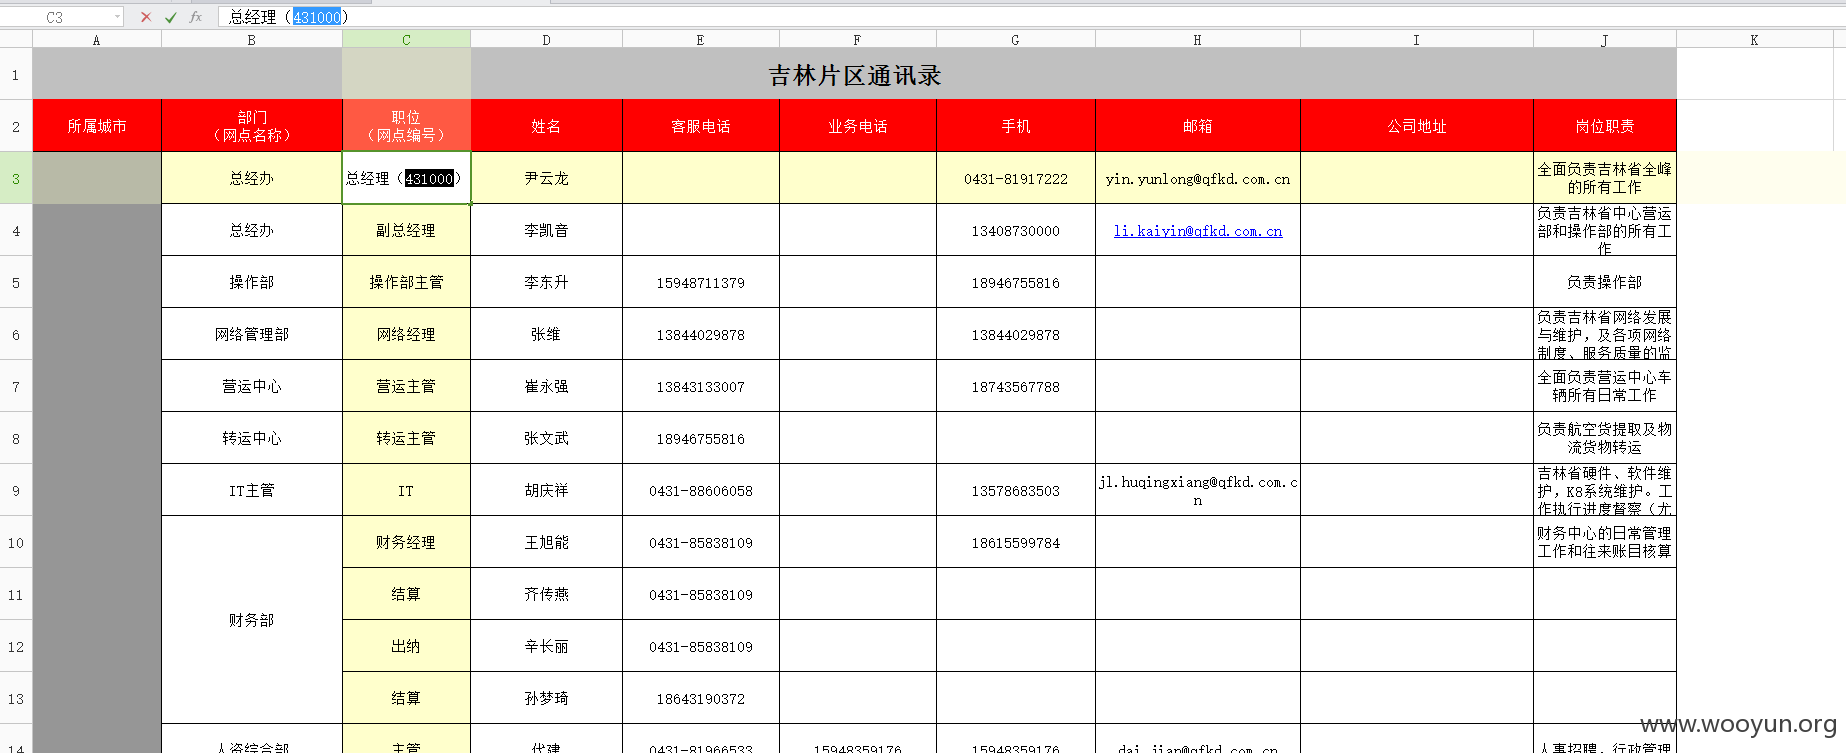 C3 fx 总经理（431000）
A B C D E F G H I J K
1 吉林片区通讯录
2 所属城市 部门 职位 姓名 客服电话 业务电话 手机 邮箱 公司地址 岗位职责
（网点名称） （网点编号）
3 总经办 总经理（431000） 尹云龙 0431-81917222 yin.yunlong@qfkd.com.cn 全面负责吉林省全峰
的所有工作
4 总经办 副总经理 李凯音 13408730000 li.kaiyin@qfkd.com.cn 负责吉林省中心营运
部和操作部的所有工
作
5 操作部 操作部主管 李东升 15948711379 18946755816 负责操作部
6 网络管理部 网络经理 张维 13844029878 13844029878 负责吉林省网络发展
与维护，及各项网络
制度、服务质量的监
7 营运中心 营运主管 崔永强 13843133007 18743567788 全面负责营运中心车
辆所有日常工作
8 转运中心 转运主管 张文武 18946755816 负责航空货提取及物
流货物转运
9 IT主管 IT 胡庆祥 0431-88606058 13578683503 jl.huqingxiang@qfkd.com.c
n 吉林省硬件、软件维
护，K8系统维护。工
作执行进度督察（尤
10 财务部 财务经理 王旭能 0431-85838109 18615599784 财务中心的日常管理
工作和往来账目核算
11 结算 齐传燕 0431-85838109
12 出纳 辛长丽 0431-85838109
13 结算 孙梦琦 18643190372
14 人资综合部 主管 代建 0431-81966533 15948359176 15948359176 dai.jian@qfkd.com.cn 人事招聘，行政管理
www.wooyun.org